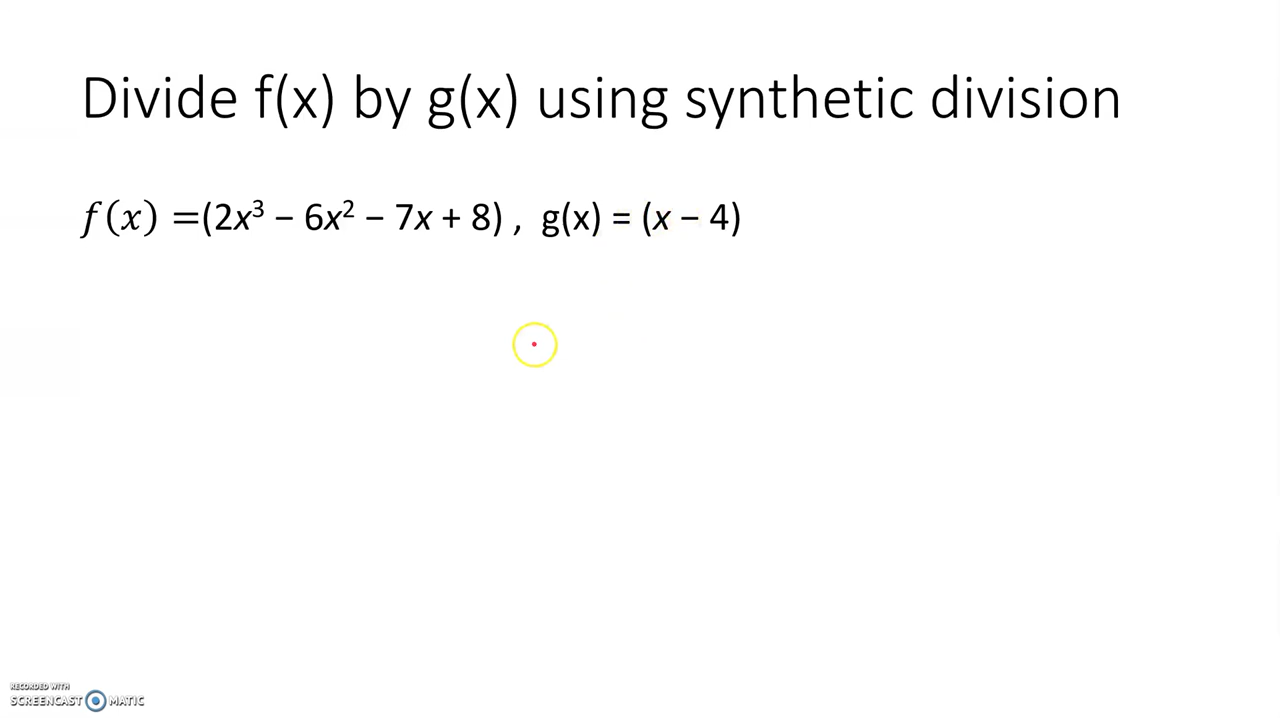 Divide f(x) by g(x) using synthetic division
𝑓(𝑥) =(2x³ − 6x² − 7x + 8) , g(x) = (x − 4)
RECORDED WITH
SCREENCAST MATIC